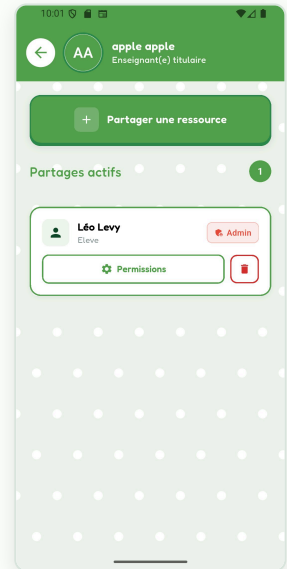 10:01
AA
apple apple
Enseignant(e) titulaire
+ Partager une ressource
Partages actifs
1
Léo Levy
Eleve
Admin
Permissions